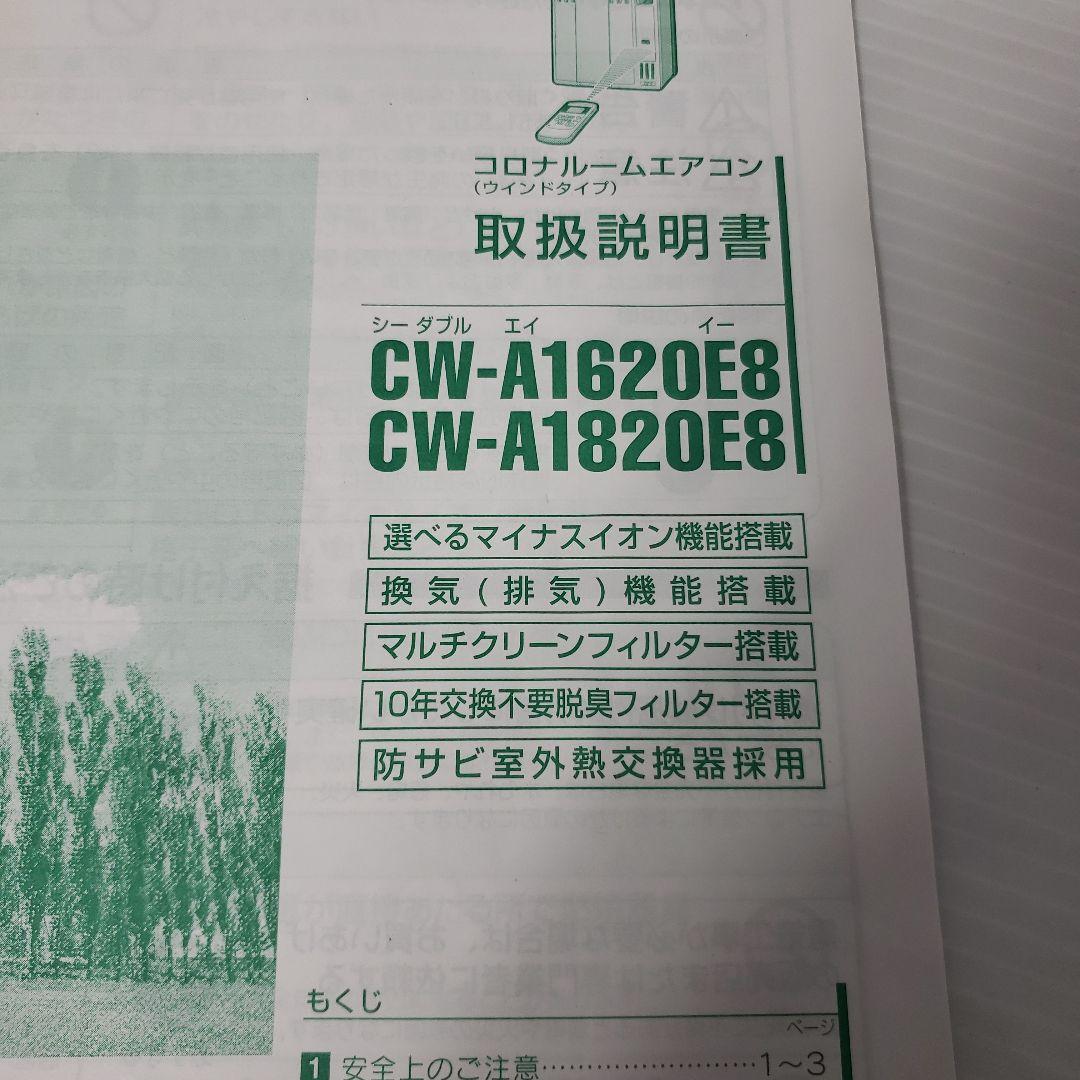 コロナルームエアコン
(ウインドタイプ)
取扱説明書
シー ダブル エイ イー
CW-A1620E8
CW-A1820E8
選べるマイナスイオン機能搭載
換気(排気)機能搭載
マルチクリーンフィルター搭載
10年交換不要脱臭フィルター搭載
防サビ室外熱交換器採用
もくじ
ページ
1 安全上のご注意……………………1～3